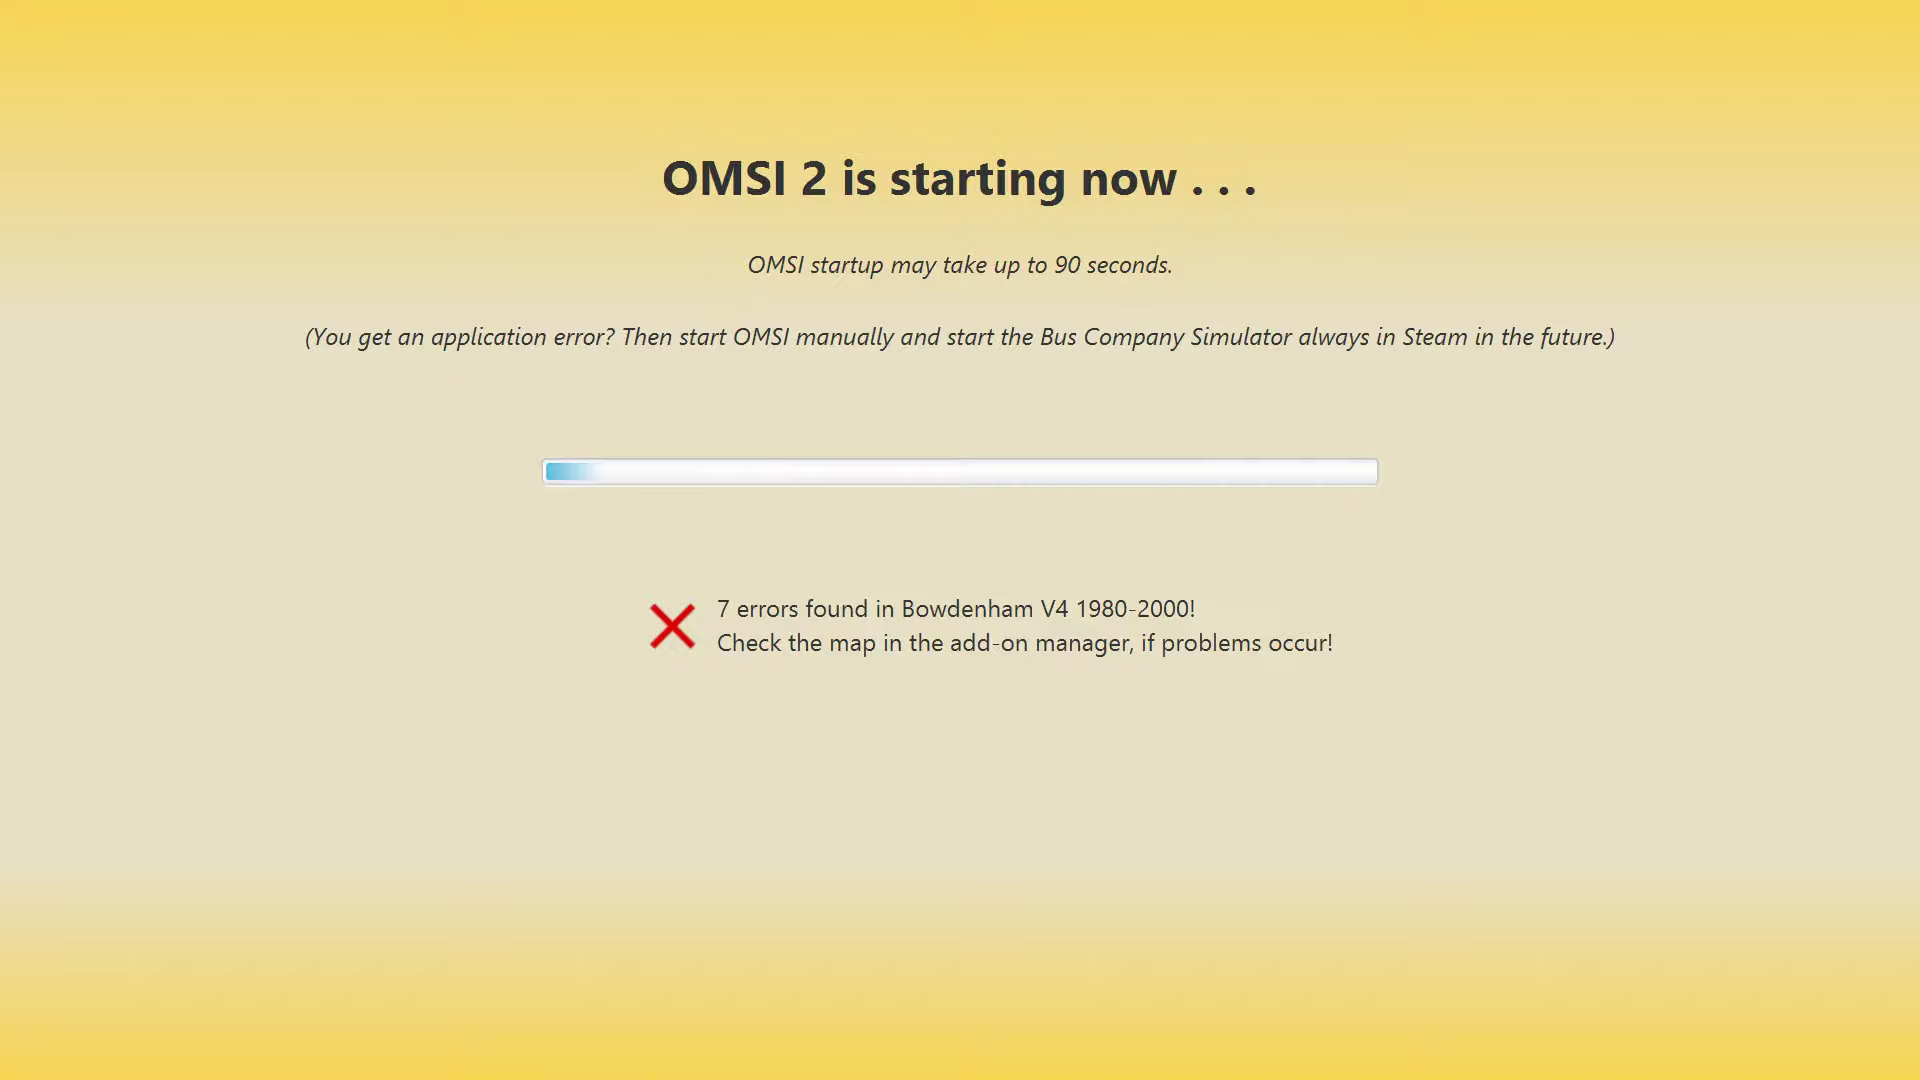 OMSI 2 is starting now . . .
OMSI startup may take up to 90 seconds.
(You get an application error? Then start OMSI manually and start the Bus Company Simulator always in Steam in the future.)
7 errors found in Bowdenham V4 1980-2000!
Check the map in the add-on manager, if problems occur!